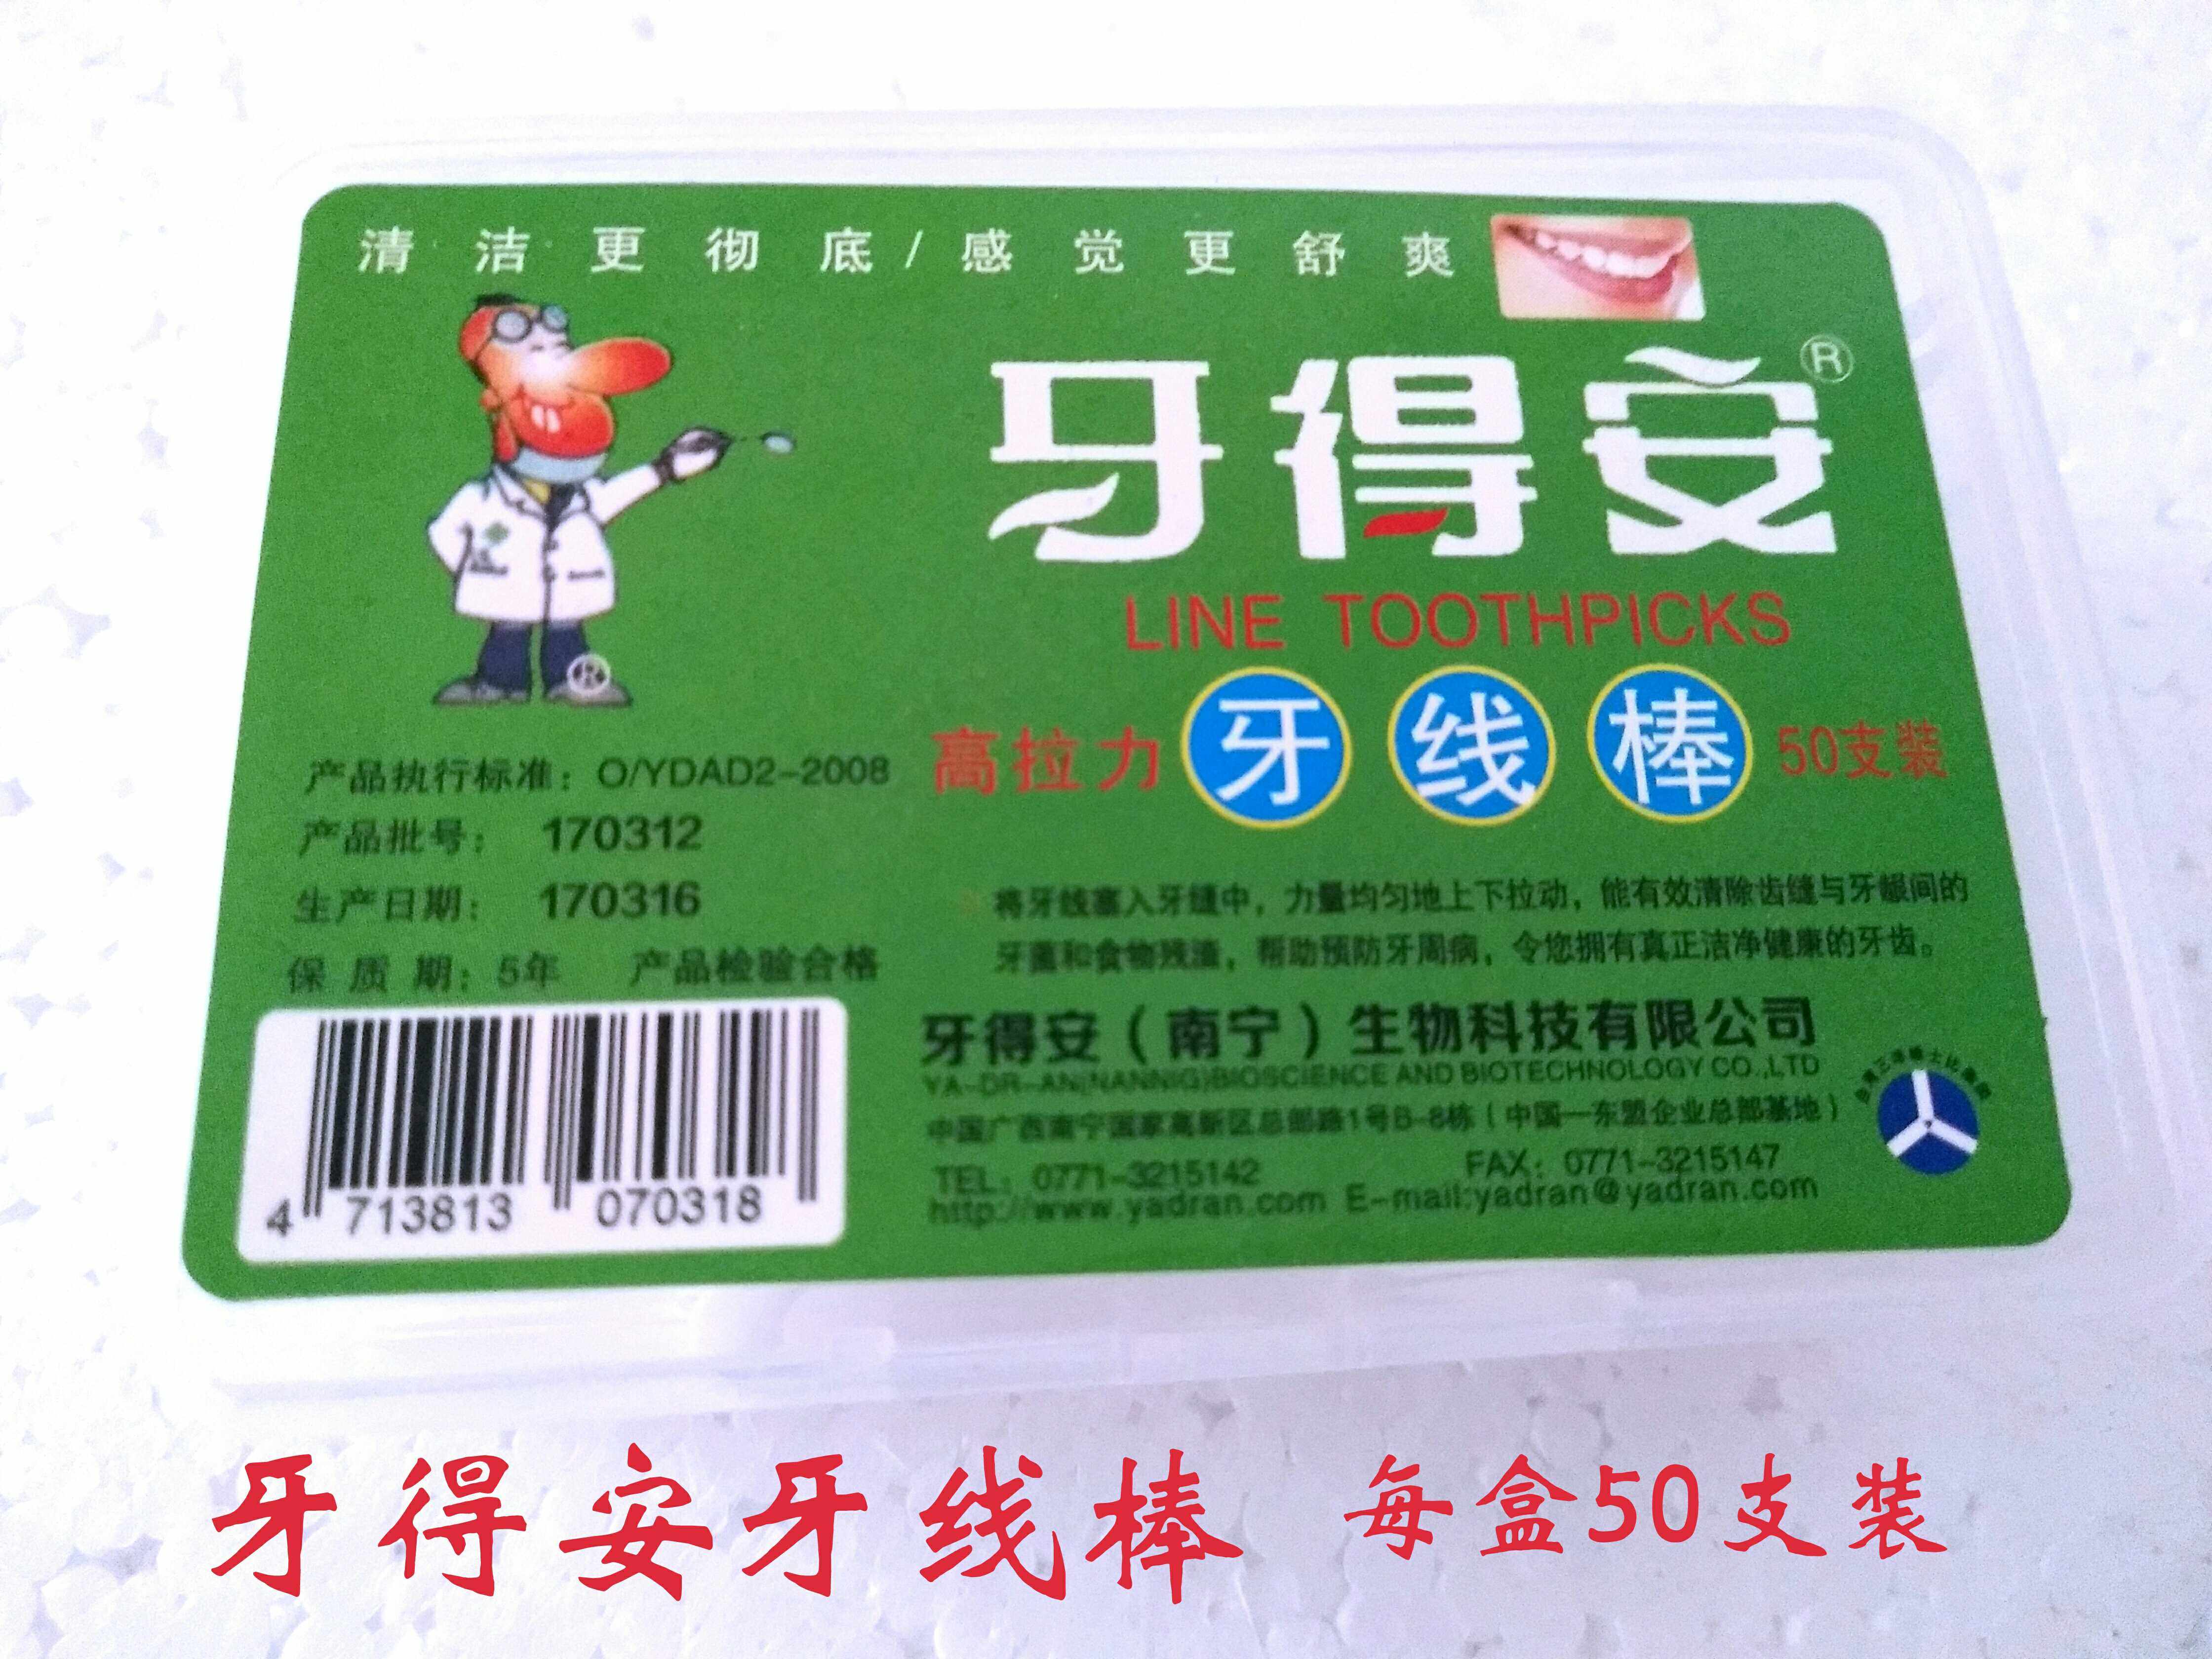 清洁更彻底/感觉更舒爽
牙得安®
LINE TOOTHPICKS
高拉力 牙线棒 50支装
产品执行标准：O/YDAD2-2008
产品批号： 170312
生产日期： 170316
保 质 期：5年 产品检验合格
将牙线塞入牙缝中，力量均匀地上下拉动，能有效清除齿缝与牙龈间的
牙菌和食物残渣，帮助预防牙周病，令您拥有真正洁净健康的牙齿。
牙得安（南宁）生物科技有限公司
YA-DR-AN(NANNIG)BIOSCIENCE AND BIOTECHNOLOGY CO.,LTD
中国广西南宁国家高新区总部路1号B-8栋（中国—东盟企业总部基地）
TEL：0771-3215142 FAX：0771-3215147
http://www.yadran.com E-mail:yadran@yadran.com
4 713813 070318
牙得安牙线棒 每盒50支装